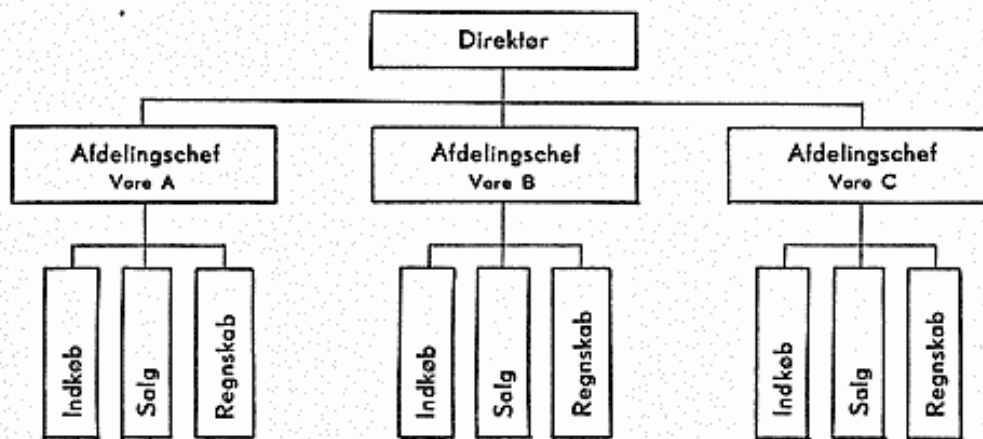 Direktør
Afdelingschef
Vare A
Afdelingschef
Vare B
Afdelingschef
Vare C
Indkøb
Salg
Regnskab
Indkøb
Salg
Regnskab
Indkøb
Salg
Regnskab